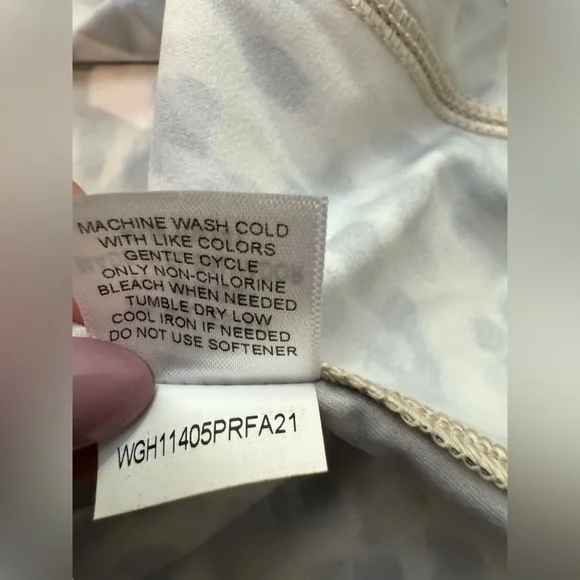 MACHINE WASH COLD
WITH LIKE COLORS
GENTLE CYCLE
ONLY NON-CHLORINE
BLEACH WHEN NEEDED
TUMBLE DRY LOW
COOL IRON IF NEEDED
DO NOT USE SOFTENER
WGH11405PRFA21